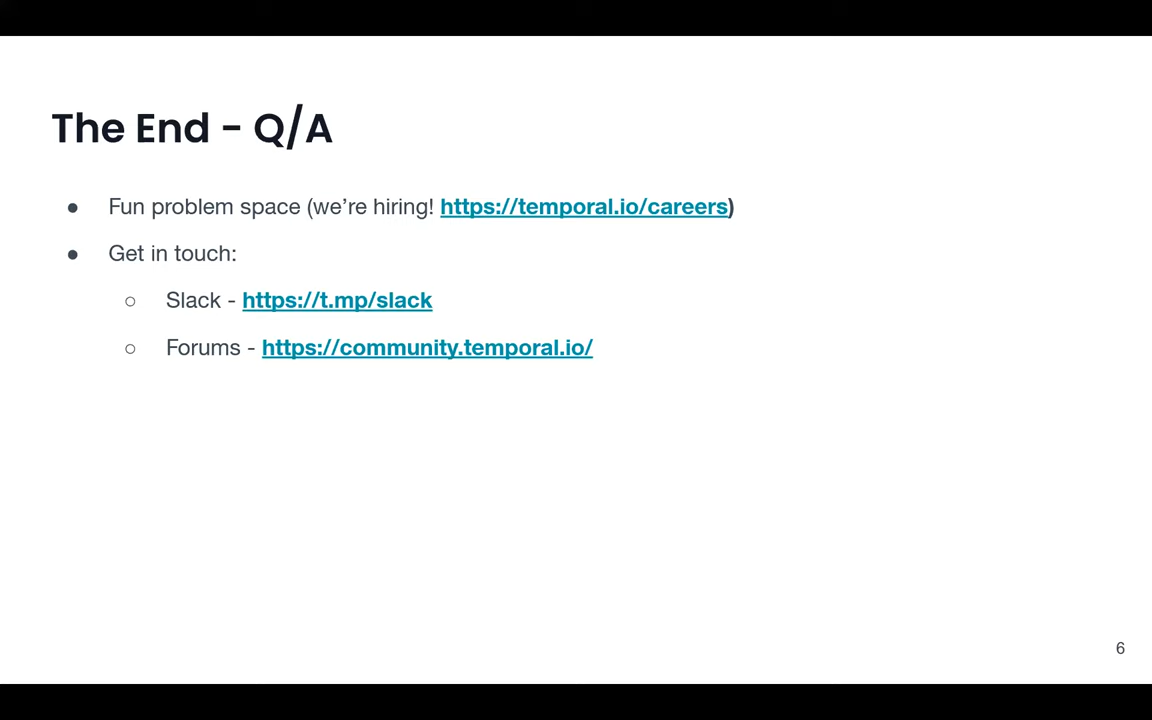 The End - Q/A
● Fun problem space (we’re hiring! https://temporal.io/careers)
● Get in touch:
○ Slack - https://t.mp/slack
○ Forums - https://community.temporal.io/
6